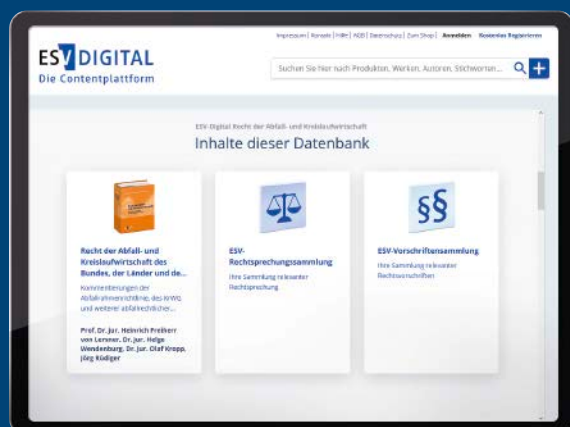 Impressum | Kontakt | Hilfe | AGB | Datenschutz | Zum Shop | Anmelden Kostenlos Registrieren
ESV DIGITAL
Die Contentplattform
Suchen Sie hier nach Produkten, Werken, Autoren, Stichworten...
ESV-Digital Recht der Abfall- und Kreislaufwirtschaft
Inhalte dieser Datenbank
Recht der Abfall- und
Kreislaufwirtschaft des
Bundes, der Länder und de...
Kommentierungen der
Abfallrahmenrichtlinie, des KrWG
und weiterer abfallrechtlicher...
Prof. Dr. jur. Heinrich Freiherr
von Lersner, Dr. jur. Helge
Wendenburg, Dr. jur. Olaf Kropp,
Jörg Rüdiger
ESV-
Rechtsprechungssammlung
Ihre Sammlung relevanter
Rechtsprechung
§§
ESV-Vorschriftensammlung
Ihre Sammlung relevanter
Rechtsvorschriften